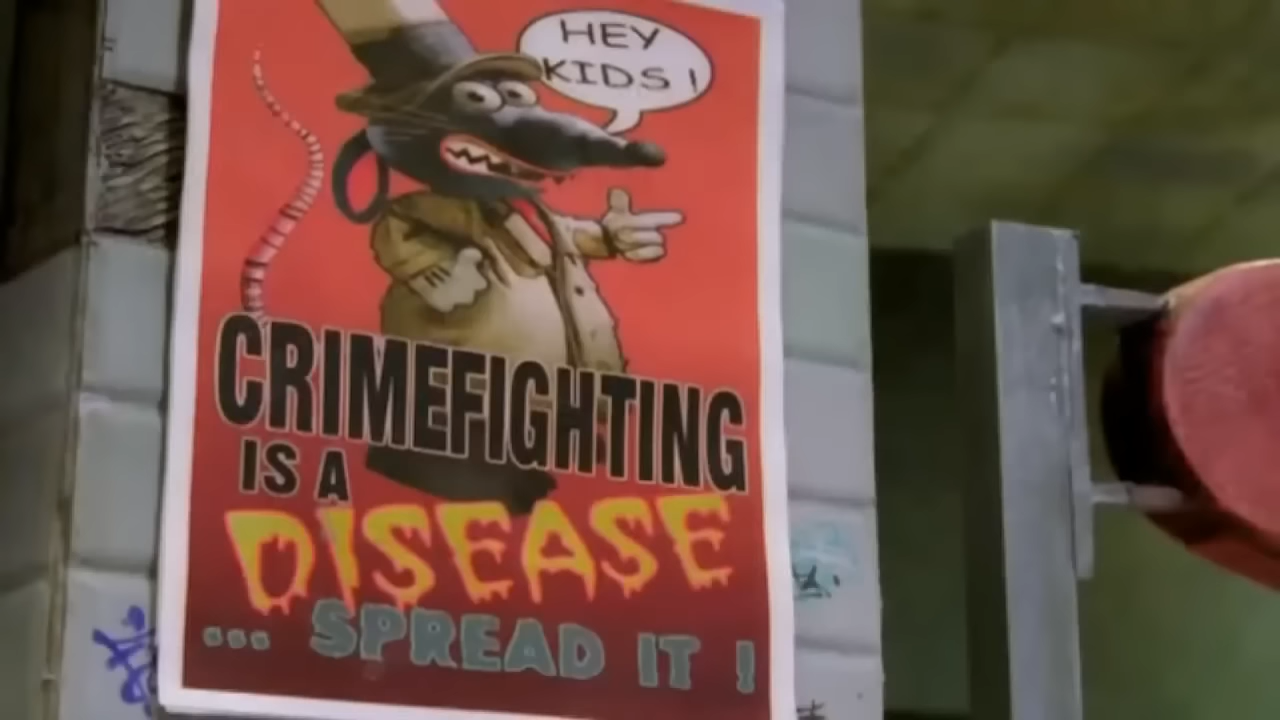 HEY
KIDS!
CRIMEFIGHTING
IS A
DISEASE
... SPREAD IT !